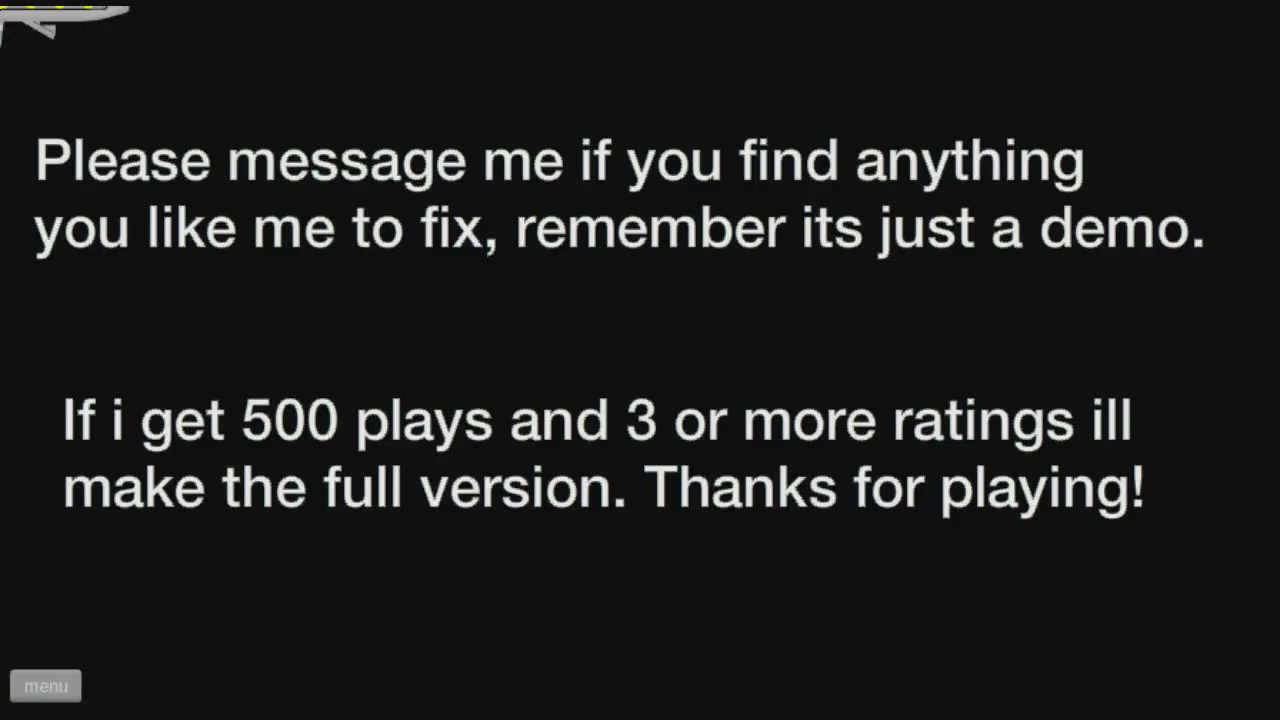 Please message me if you find anything
you like me to fix, remember its just a demo.
If i get 500 plays and 3 or more ratings ill
make the full version. Thanks for playing!
menu